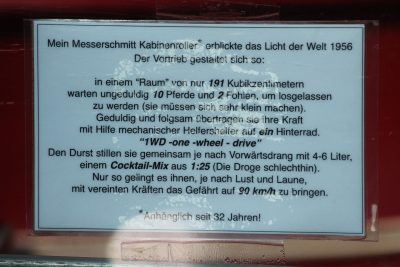 Mein Messerschmitt Kabinenroller* erblickte das Licht der Welt 1956
Der Vortrieb gestaltet sich so:
in einem "Raum" von nur 191 Kubikzentimetern
warten ungeduldig 10 Pferde und 2 Fohlen, um losgelassen
zu werden (sie müssen sich sehr klein machen).
Geduldig und folgsam übertragen sie ihre Kraft
mit Hilfe mechanischer Helfershelfer auf ein Hinterrad.
"1WD -one -wheel - drive"
Den Durst stillen sie gemeinsam je nach Vorwärtsdrang mit 4-6 Liter,
einem Cocktail-Mix aus 1:25 (Die Droge schlechthin).
Nur so gelingt es ihnen, je nach Lust und Laune,
mit vereinten Kräften das Gefährt auf 90 km/h zu bringen.
*Anhänglich seit 32 Jahren!